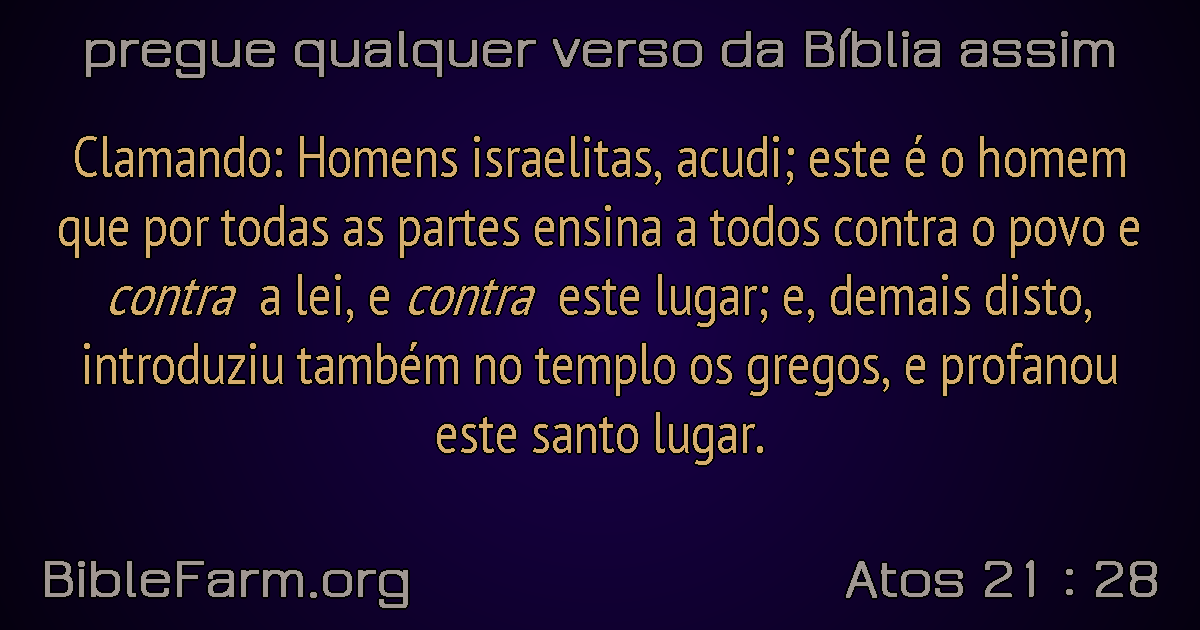 pregue qualquer verso da Bíblia assim
Clamando: Homens israelitas, acudi; este é o homem
que por todas as partes ensina a todos contra o povo e
contra a lei, e contra este lugar; e, demais disto,
introduziu também no templo os gregos, e profanou
este santo lugar.
BibleFarm.org
Atos 21 : 28